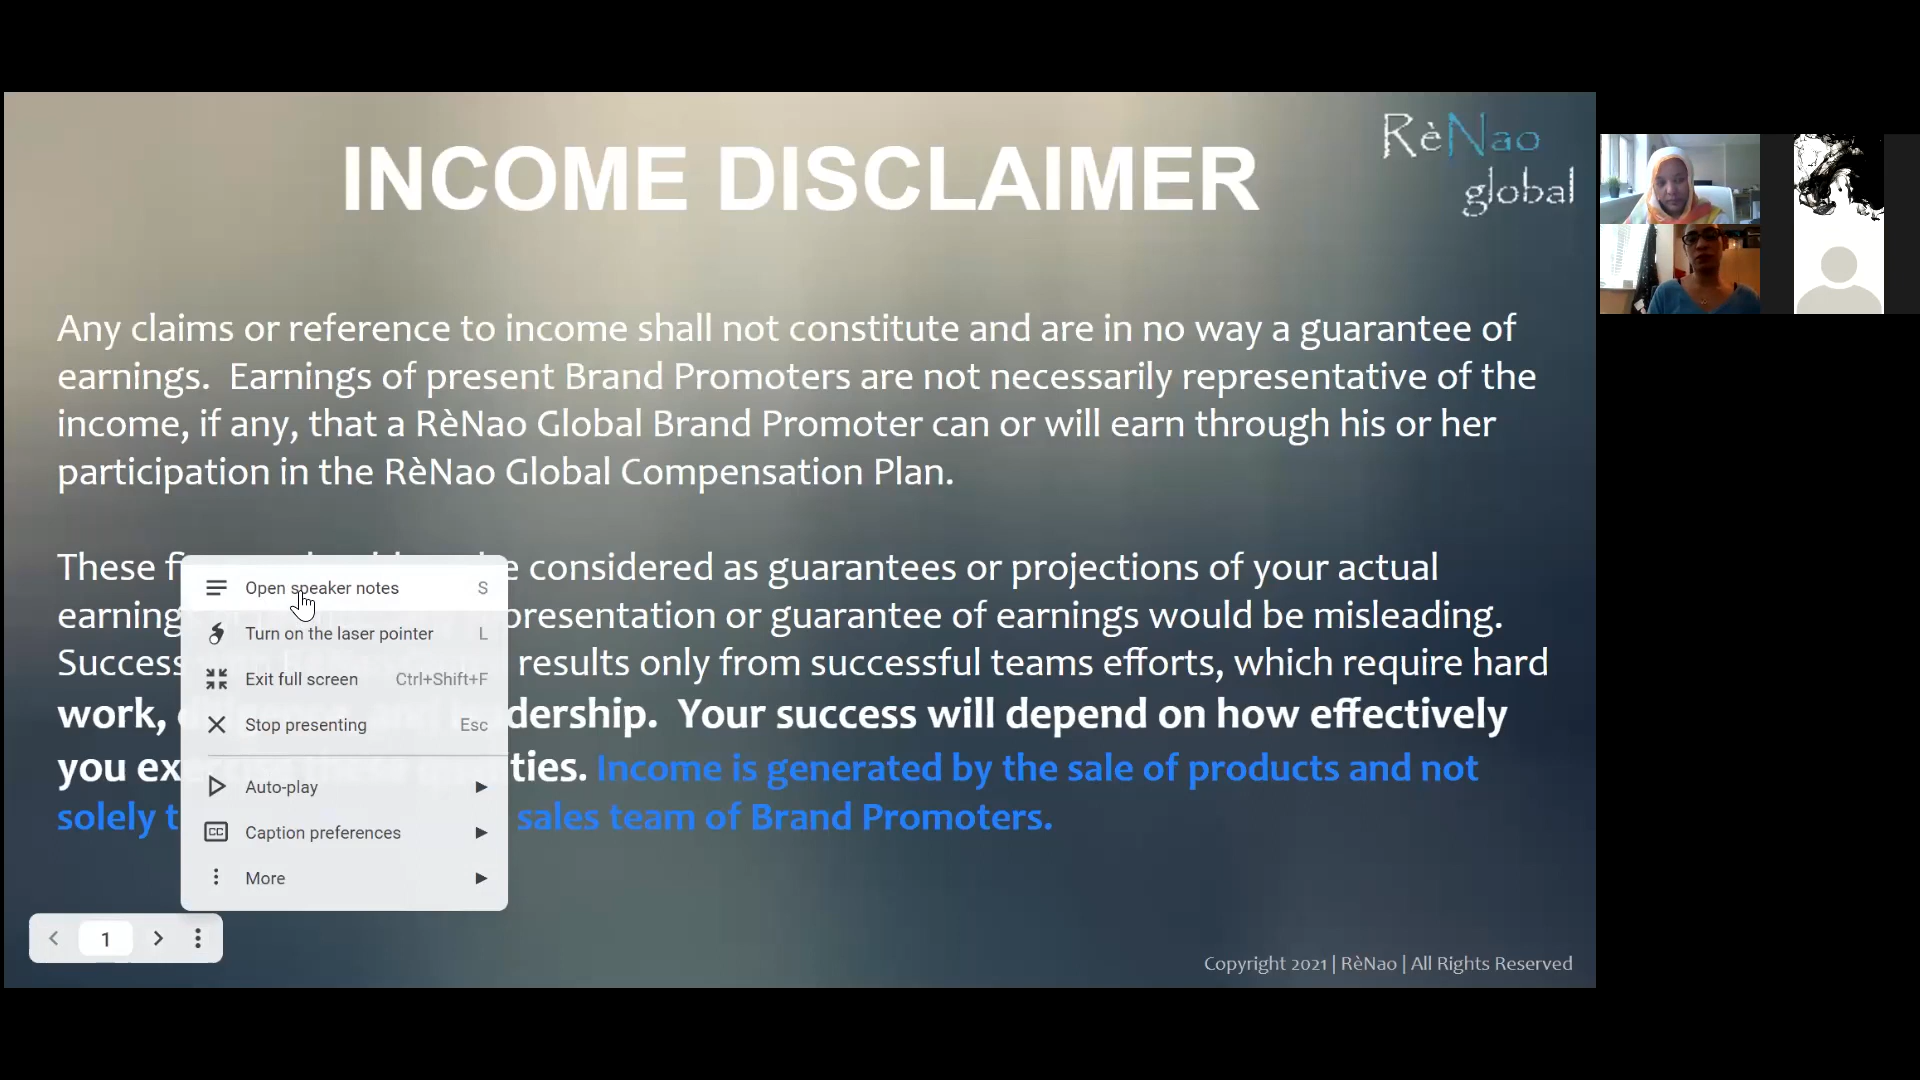 INCOME DISCLAIMER
RèNao
global
Any claims or reference to income shall not constitute and are in no way a guarantee of
earnings. Earnings of present Brand Promoters are not necessarily representative of the
income, if any, that a RèNao Global Brand Promoter can or will earn through his or her
participation in the RèNao Global Compensation Plan.
These considered as guarantees or projections of your actual
earning presentation or guarantee of earnings would be misleading.
Success results only from successful teams efforts, which require hard
work, dership. Your success will depend on how effectively
you ex ties. Income is generated by the sale of products and not
solely t sales team of Brand Promoters.
Open speaker notes S
Turn on the laser pointer L
Exit full screen Ctrl+Shift+F
Stop presenting Esc
Auto-play
CC Caption preferences
More
1
Copyright 2021 | RèNao | All Rights Reserved